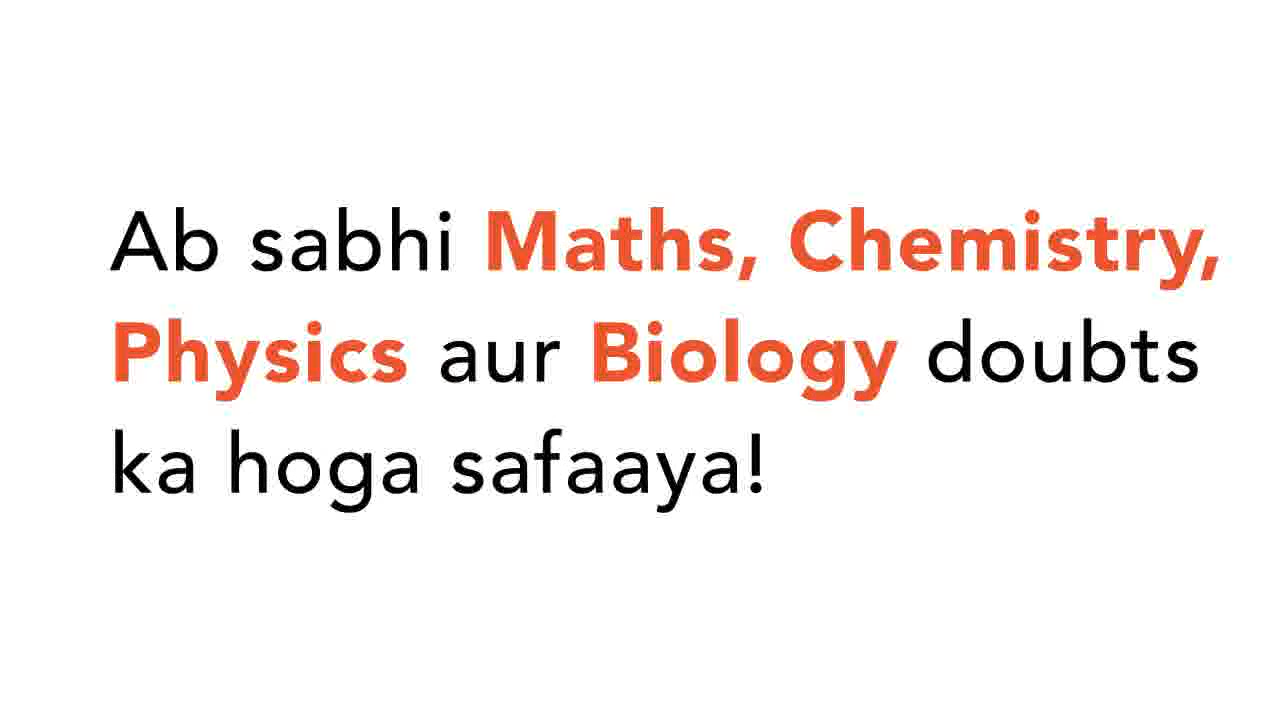 Ab sabhi Maths, Chemistry,
Physics aur Biology doubts
ka hoga safaaya!